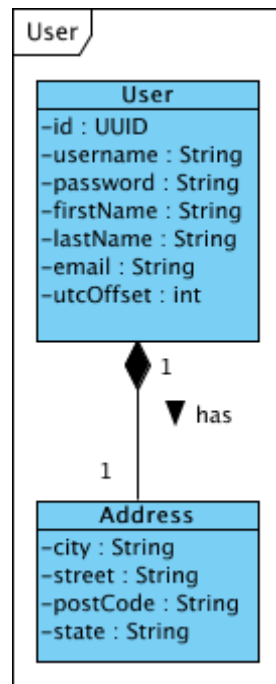 User
User
-id : UUID
-username : String
-password : String
-firstName : String
-lastName : String
-email : String
-utcOffset : int
1
has
1
Address
-city : String
-street : String
-postCode : String
-state : String